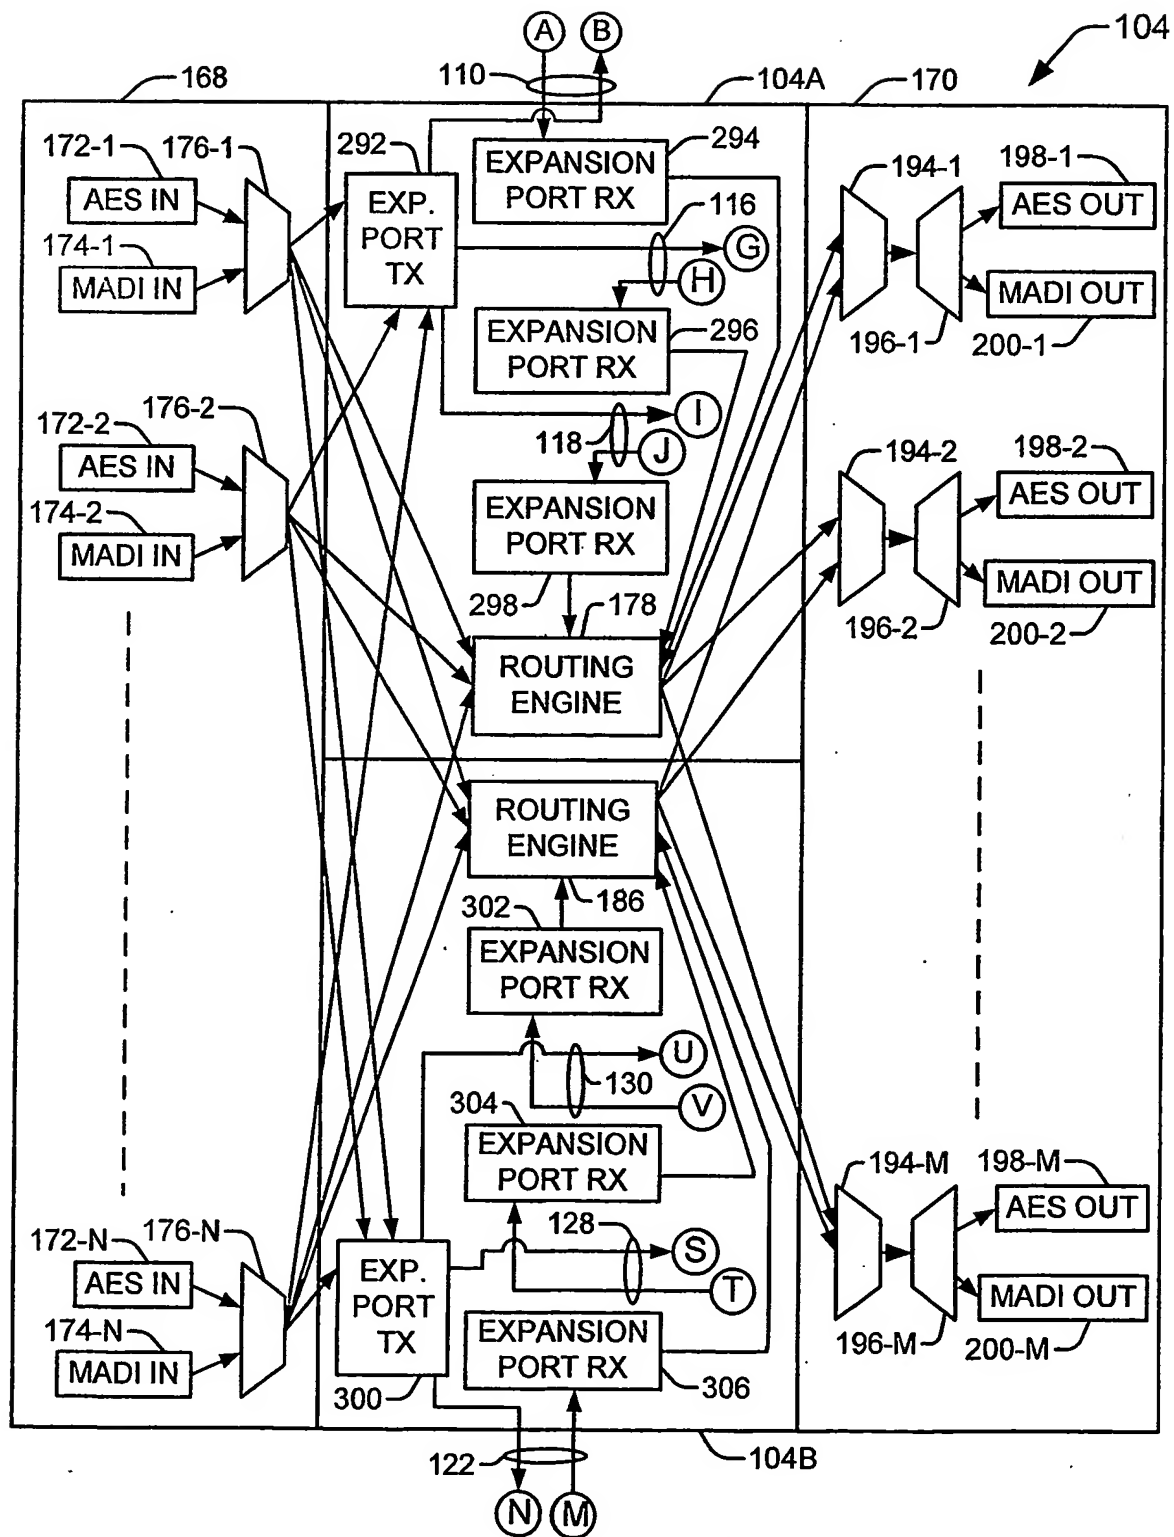 A B
104
168
110
104A
170
172-1
176-1
292
294
194-1
198-1
AES IN
EXPANSION
PORT RX
AES OUT
EXP.
PORT
TX
116
G
174-1
H
MADI IN
MADI OUT
EXPANSION
PORT RX
296
196-1
200-1
I
172-2
176-2
118
J
194-2
198-2
AES IN
AES OUT
174-2
EXPANSION
PORT RX
MADI IN
MADI OUT
298
178
196-2
200-2
ROUTING
ENGINE
ROUTING
ENGINE
186
302
EXPANSION
PORT RX
U
130
V
304
EXPANSION
PORT RX
194-M
198-M
AES OUT
172-N
176-N
128
S
AES IN
EXP.
PORT
TX
T
MADI OUT
174-N
EXPANSION
PORT RX
MADI IN
196-M
200-M
300
306
122
104B
N M